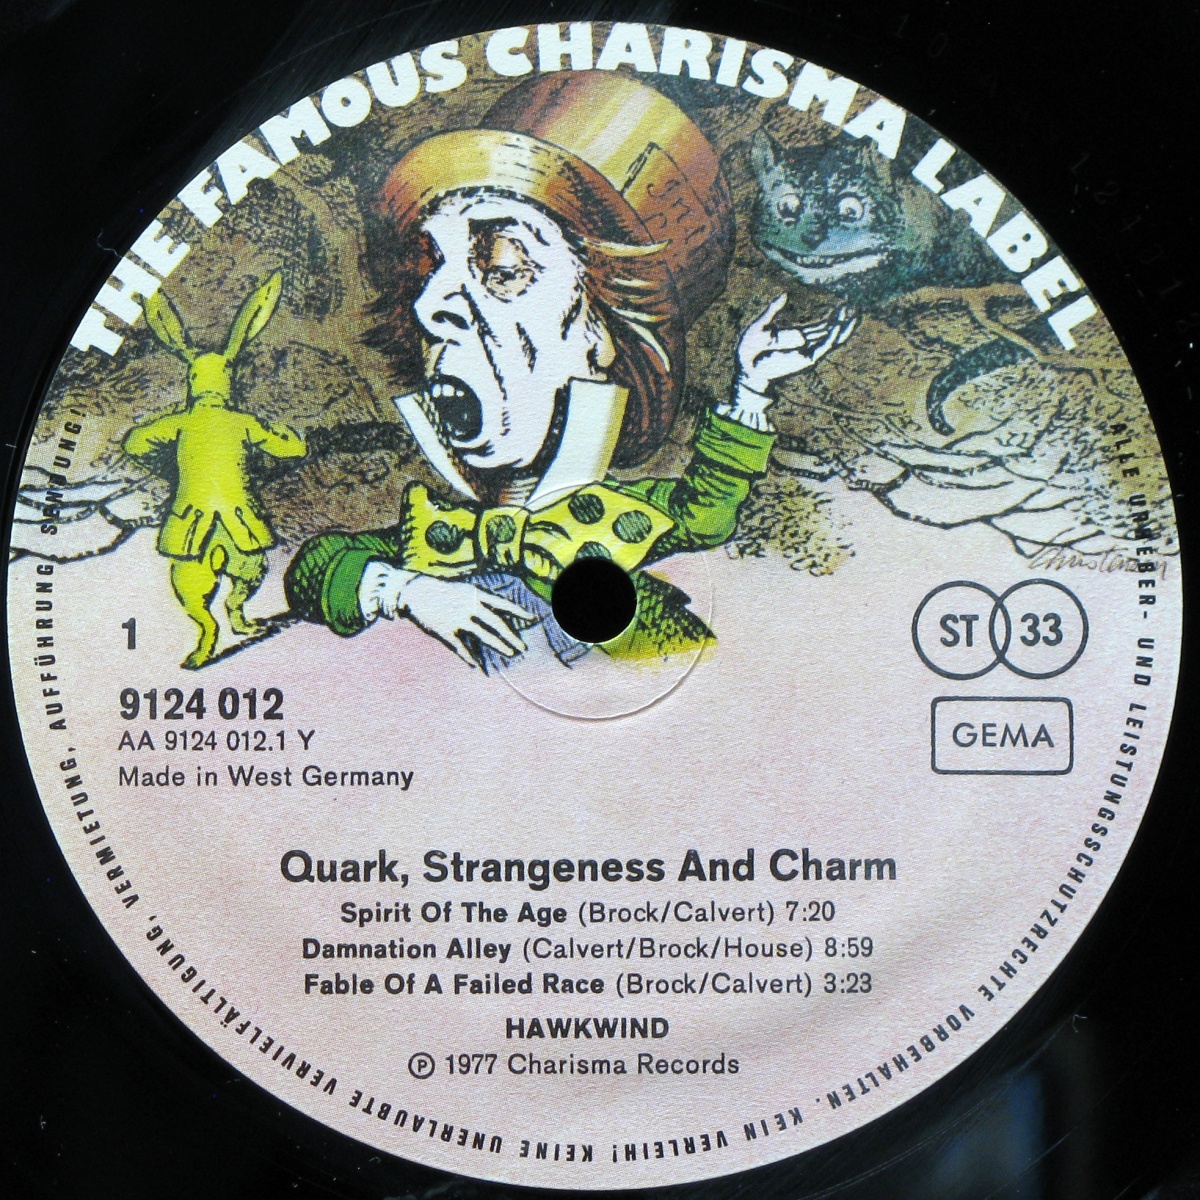 THE FAMOUS CHARISMA LABEL
1
ST 33
9124 012
AA 9124 012.1 Y
GEMA
Made in West Germany
Quark, Strangeness And Charm
Spirit Of The Age (Brock/Calvert) 7:20
Damnation Alley (Calvert/Brock/House) 8:59
Fable Of A Failed Race (Brock/Calvert) 3:23
HAWKWIND
Ⓟ 1977 Charisma Records
ALLE URHEBER- UND LEISTUNGSSCHUTZRECHTE VORBEHALTEN. KEIN VERLEIH! KEINE UNERLAUBTE VERVIELFÄLTIGUNG, VERMIETUNG, AUFFÜHRUNG, SENDUNG!